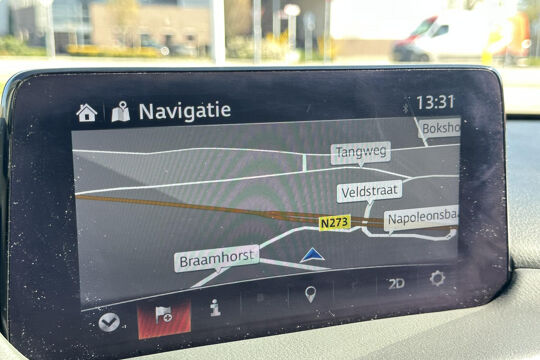 Navigatie
13:31
Boksho
Tangweg
Veldstraat
Napoleonsba
N273
Braamhorst
2D